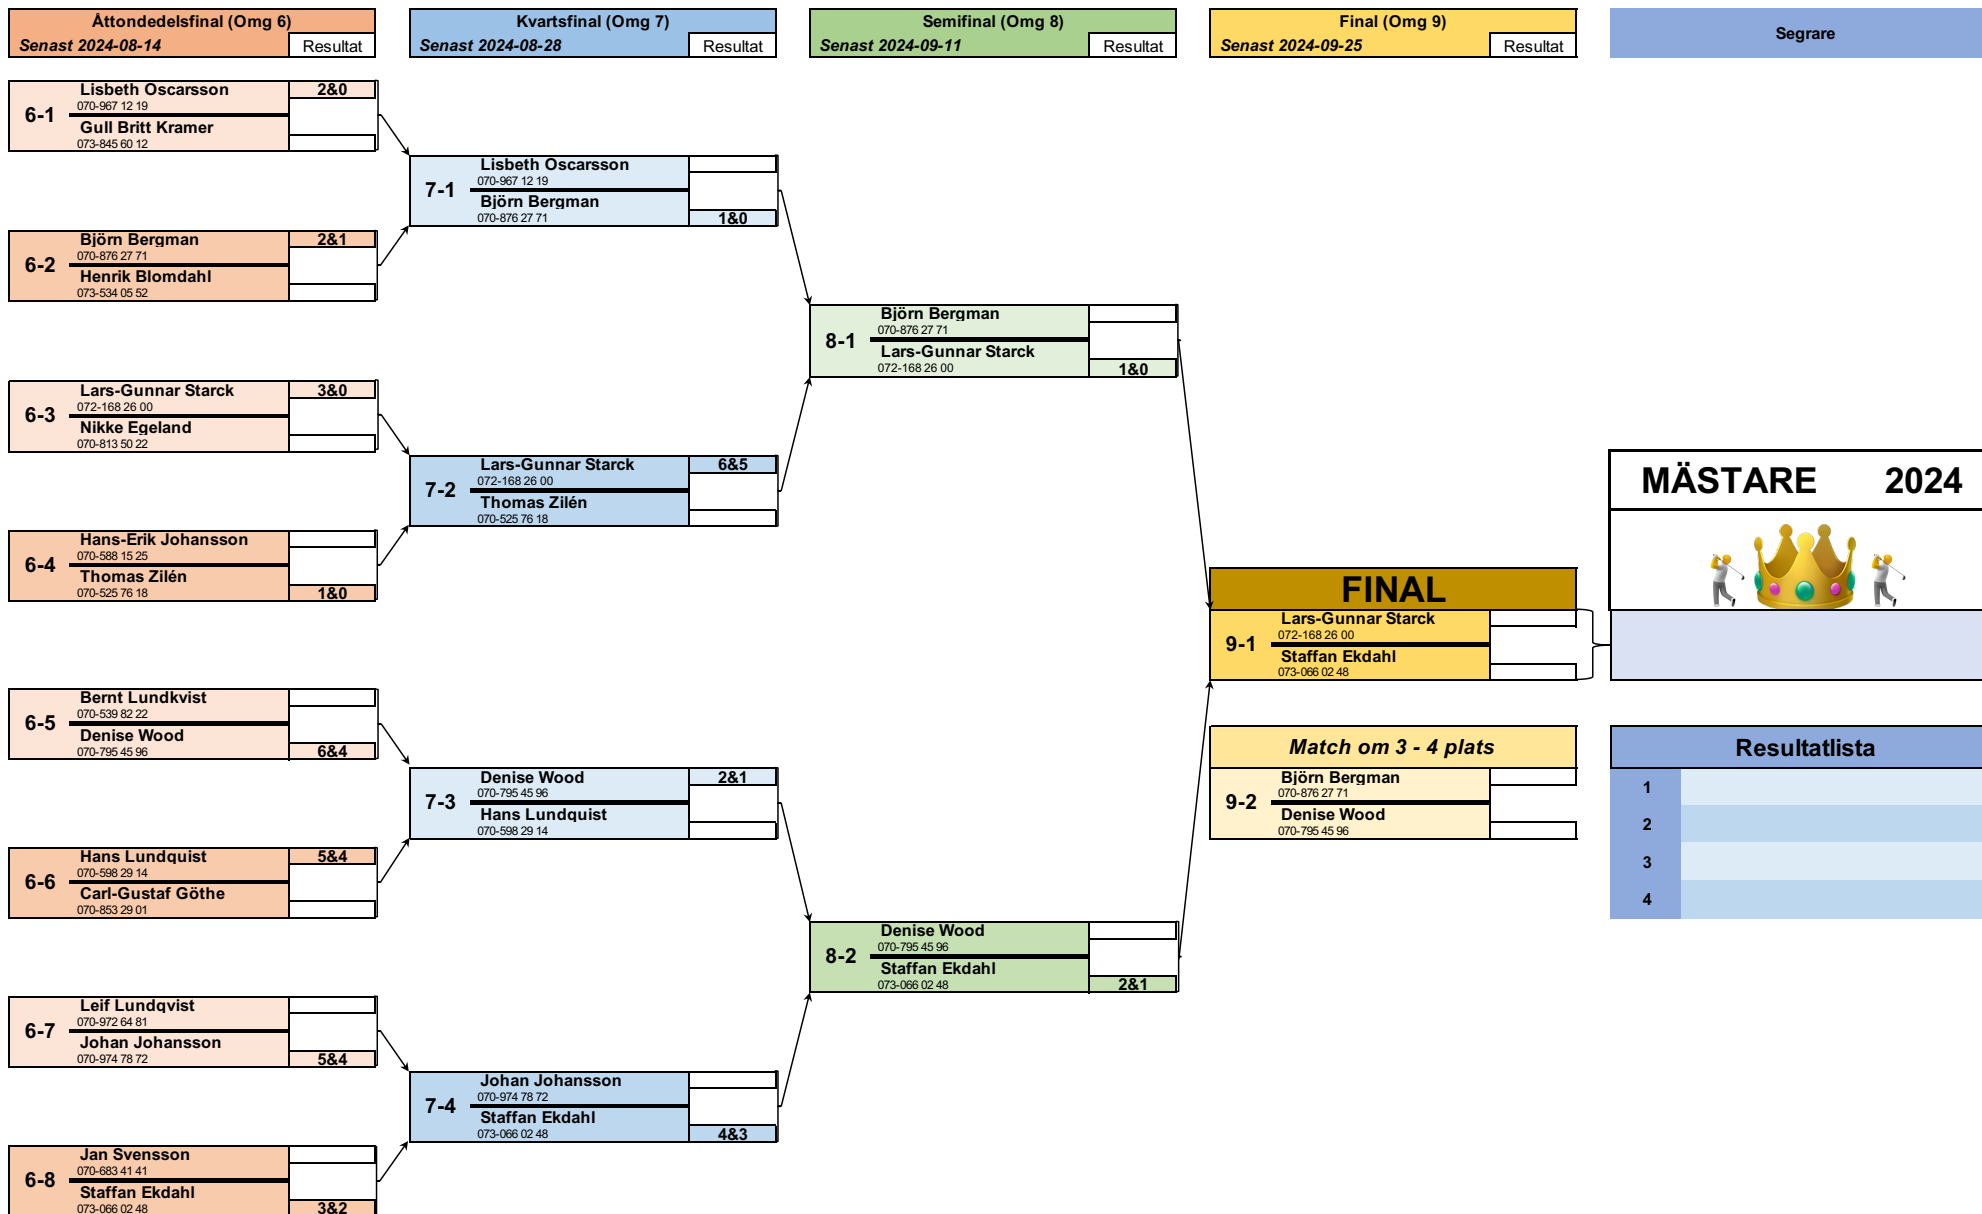 Åttondedelsfinal (Omg 6)
Senast 2024-08-14 Resultat
Kvartsfinal (Omg 7)
Senast 2024-08-28 Resultat
Semifinal (Omg 8)
Senast 2024-09-11 Resultat
Final (Omg 9)
Senast 2024-09-25 Resultat
Segrare
6-1
Lisbeth Oscarsson 2&0
070-967 12 19
Gull Britt Kramer
073-845 60 12
6-2
Björn Bergman 2&1
070-876 27 71
Henrik Blomdahl
073-534 05 52
6-3
Lars-Gunnar Starck 3&0
072-168 26 00
Nikke Egeland
070-813 50 22
6-4
Hans-Erik Johansson
070-588 15 25
Thomas Zilén
070-525 76 18 1&0
6-5
Bernt Lundkvist
070-539 82 22
Denise Wood
070-795 45 96 6&4
6-6
Hans Lundquist 5&4
070-598 29 14
Carl-Gustaf Göthe
070-853 29 01
6-7
Leif Lundqvist
070-972 64 81
Johan Johansson
070-974 78 72 5&4
6-8
Jan Svensson
070-683 41 41
Staffan Ekdahl
073-066 02 48 3&2
7-1
Lisbeth Oscarsson
070-967 12 19
Björn Bergman
070-876 27 71 1&0
7-2
Lars-Gunnar Starck 6&5
072-168 26 00
Thomas Zilén
070-525 76 18
7-3
Denise Wood 2&1
070-795 45 96
Hans Lundquist
070-598 29 14
7-4
Johan Johansson
070-974 78 72
Staffan Ekdahl
073-066 02 48 4&3
8-1
Björn Bergman
070-876 27 71
Lars-Gunnar Starck
072-168 26 00 1&0
8-2
Denise Wood
070-795 45 96
Staffan Ekdahl
073-066 02 48 2&1
FINAL
9-1
Lars-Gunnar Starck
072-168 26 00
Staffan Ekdahl
073-066 02 48
Match om 3 - 4 plats
9-2
Björn Bergman
070-876 27 71
Denise Wood
070-795 45 96
MÄSTARE 2024
Resultatlista
1
2
3
4